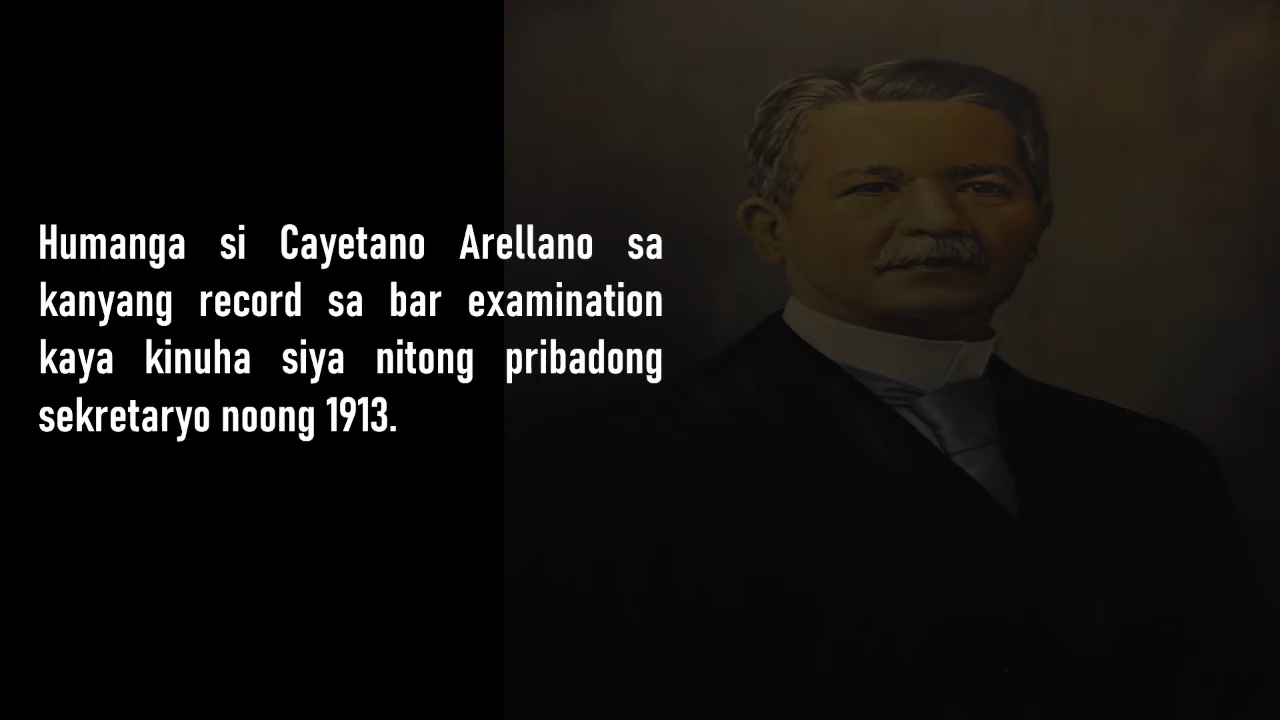 Humanga si Cayetano Arellano sa
kanyang record sa bar examination
kaya kinuha siya nitong pribadong
sekretaryo noong 1913.